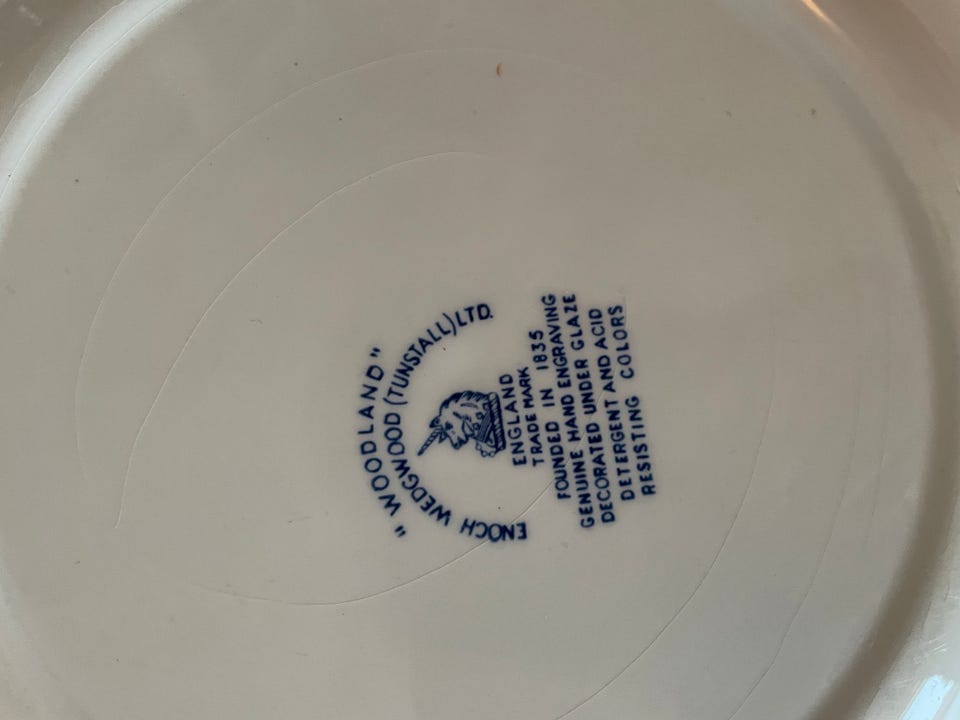 "WOODLAND"
ENOCH WEDGWOOD (TUNSTALL) LTD.
ENGLAND
TRADE MARK
FOUNDED IN 1835
GENUINE HAND ENGRAVING
DECORATED UNDER GLAZE
DETERGENT AND ACID
RESISTING COLORS